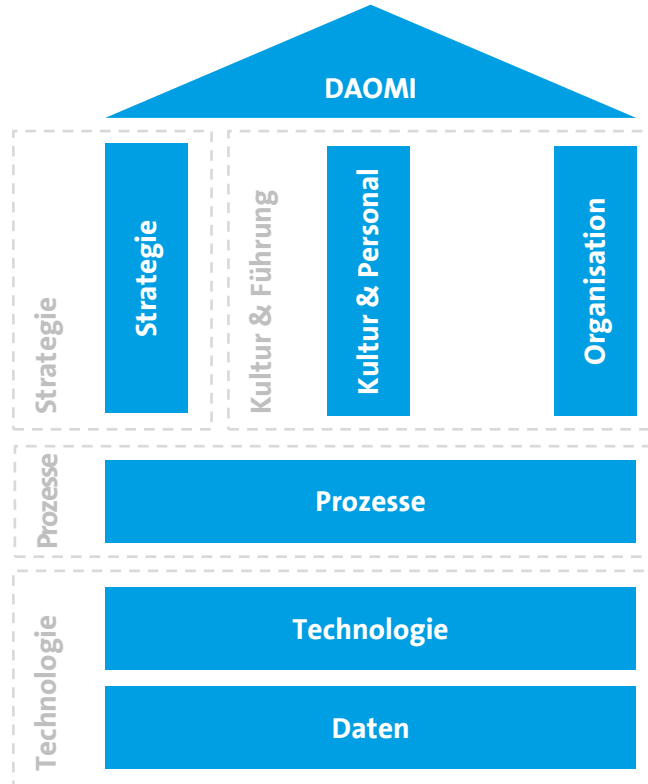 DAOMI
Strategie
Strategie
Kultur & Führung
Kultur & Personal
Organisation
Prozesse
Prozesse
Technologie
Technologie
Daten